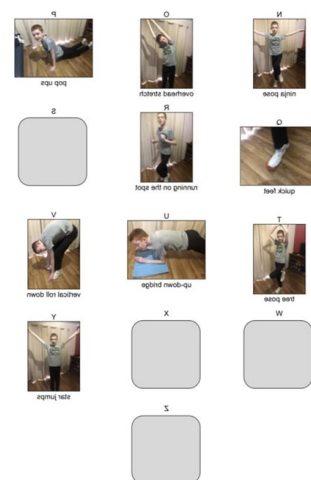 N
ninja pose
O
overhead stretch
P
pop ups
Q
quick feet
R
running on the spot
S
T
tree pose
U
up-down bridge
V
vertical roll down
W
X
Y
star jumps
Z